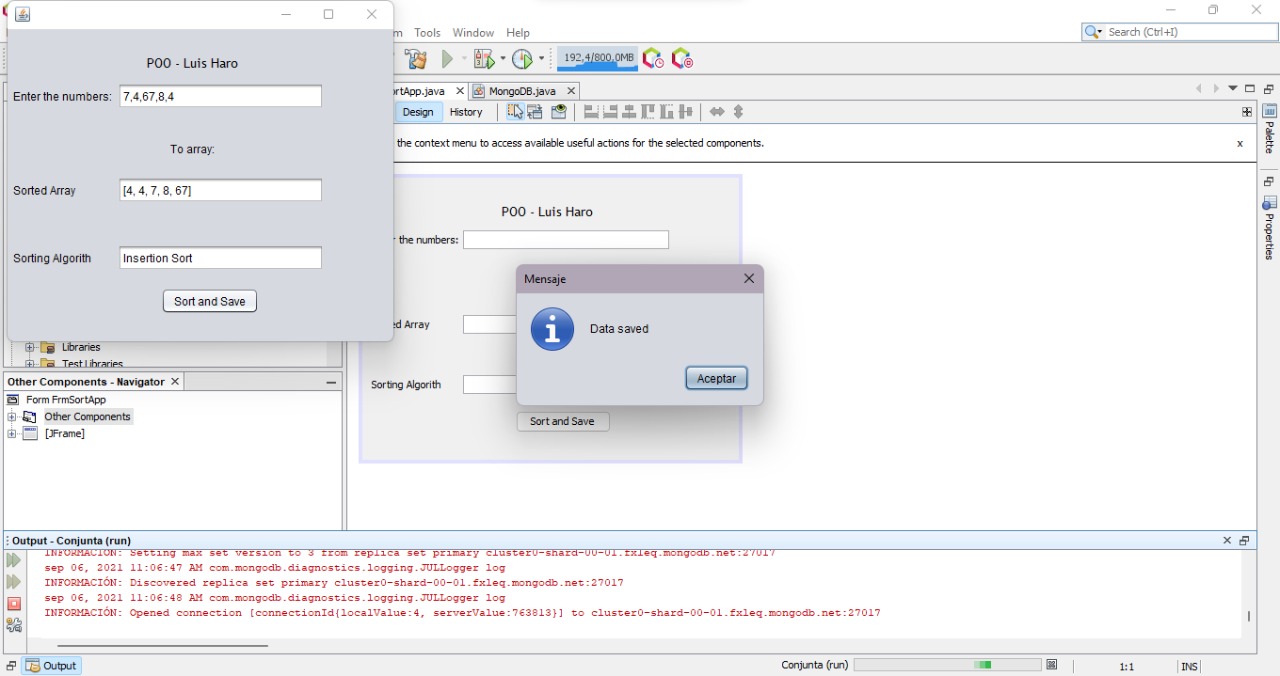 m Tools Window Help
Search (Ctrl+I)
192,4/800,0MB
POO - Luis Haro
Enter the numbers: 7,4,67,8,4
To array:
Sorted Array [4, 4, 7, 8, 67]
Sorting Algorith Insertion Sort
Sort and Save
rtApp.java MongoDB.java
Design History
the context menu to access available useful actions for the selected components. x
Palette
Properties
POO - Luis Haro
r the numbers:
ed Array
Sorting Algorith
Sort and Save
Mensaje
Data saved
Aceptar
Libraries
Test Libraries
Other Components - Navigator
Form FrmSortApp
Other Components
[JFrame]
Output - Conjunta (run)
INFORMACIÓN: Setting max set version to 3 from replica set primary cluster0-shard-00-01.fxleq.mongodb.net:27017
sep 06, 2021 11:06:47 AM com.mongodb.diagnostics.logging.JULLogger log
INFORMACIÓN: Discovered replica set primary cluster0-shard-00-01.fxleq.mongodb.net:27017
sep 06, 2021 11:06:48 AM com.mongodb.diagnostics.logging.JULLogger log
INFORMACIÓN: Opened connection [connectionId{localValue:4, serverValue:763813}] to cluster0-shard-00-01.fxleq.mongodb.net:27017
Output
Conjunta (run)
1:1 INS